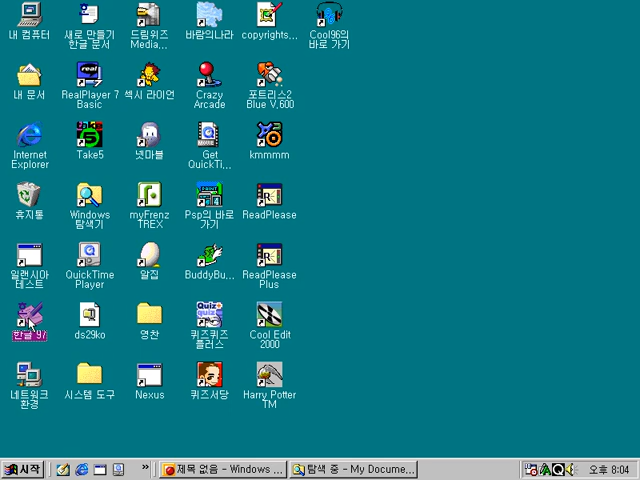 내 컴퓨터
새로 만들기
한글 문서
드림위즈
Media,...
바람의나라
copyrights...
Cool96의
바로 가기
내 문서
RealPlayer 7
Basic
섹시 라이언
Crazy
Arcade
포트리스2
Blue V.600
Internet
Explorer
Take5
넷마블
Get
QuickTi...
kmmmm
휴지통
Windows
탐색기
myFrenz
TREX
Psp의 바로
가기
ReadPlease
일랜시아
테스트
QuickTime
Player
알집
BuddyBu...
ReadPlease
Plus
한글 97
ds29ko
영찬
퀴즈퀴즈
플러스
Cool Edit
2000
네트워크
환경
시스템 도구
Nexus
퀴즈서당
Harry Potter
TM
시작
»
제목 없음 - Windows ...
탐색 중 - My Docume...
오후 8:04